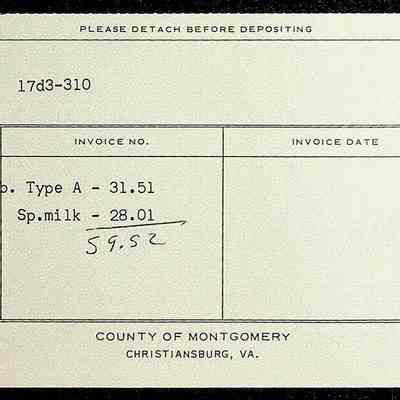 PLEASE DETACH BEFORE DEPOSITING
17d3-310
INVOICE NO. INVOICE DATE
Type A - 31.51
Sp.milk - 28.01
59.52
COUNTY OF MONTGOMERY
CHRISTIANSBURG, VA.